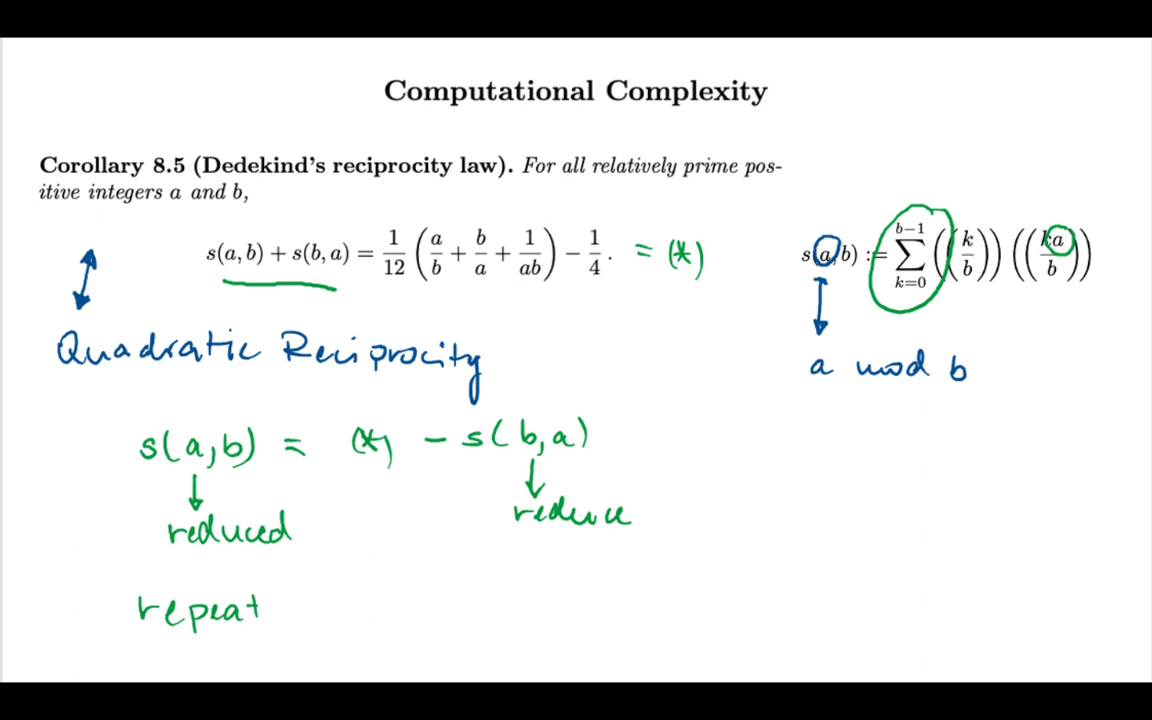 Computational Complexity
Corollary 8.5 (Dedekind's reciprocity law). For all relatively prime pos-
itive integers a and b,
s(a, b) + s(b, a) = 1/12 (a/b + b/a + 1/ab) − 1/4 . = (*)
s(a, b) := ∑_{k=0}^{b−1} ((k/b)) ((ka/b))
Quadratic Reciprocity
a mod b
s(a,b) = (*) - s(b,a)
reduced
reduce
repeat